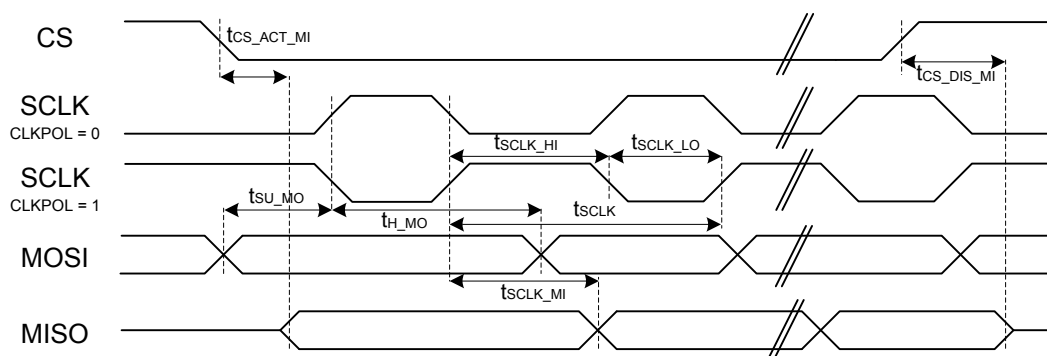 CS
tCS_ACT_MI
tCS_DIS_MI
SCLK
CLKPOL = 0
tSCLK_HI
tSCLK_LO
SCLK
CLKPOL = 1
tSU_MO
tH_MO
tSCLK
MOSI
tSCLK_MI
MISO